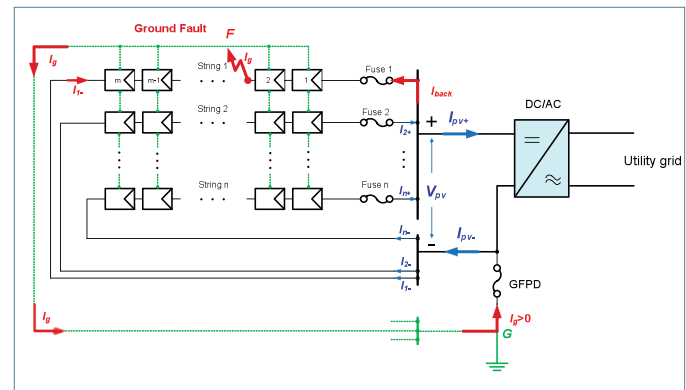 Ground Fault
F
Ig
Ig
String 1
Fuse 1
I1-
m
m-1
. . .
2
1
Iback
DC/AC
String 2
Fuse 2
I2+
+
Ipv+
. . .
Utility grid
String n
Fuse n
In+
Vpv
. . .
In-
-
Ipv-
I2-
I1-
GFPD
Ig
Ig>0
G